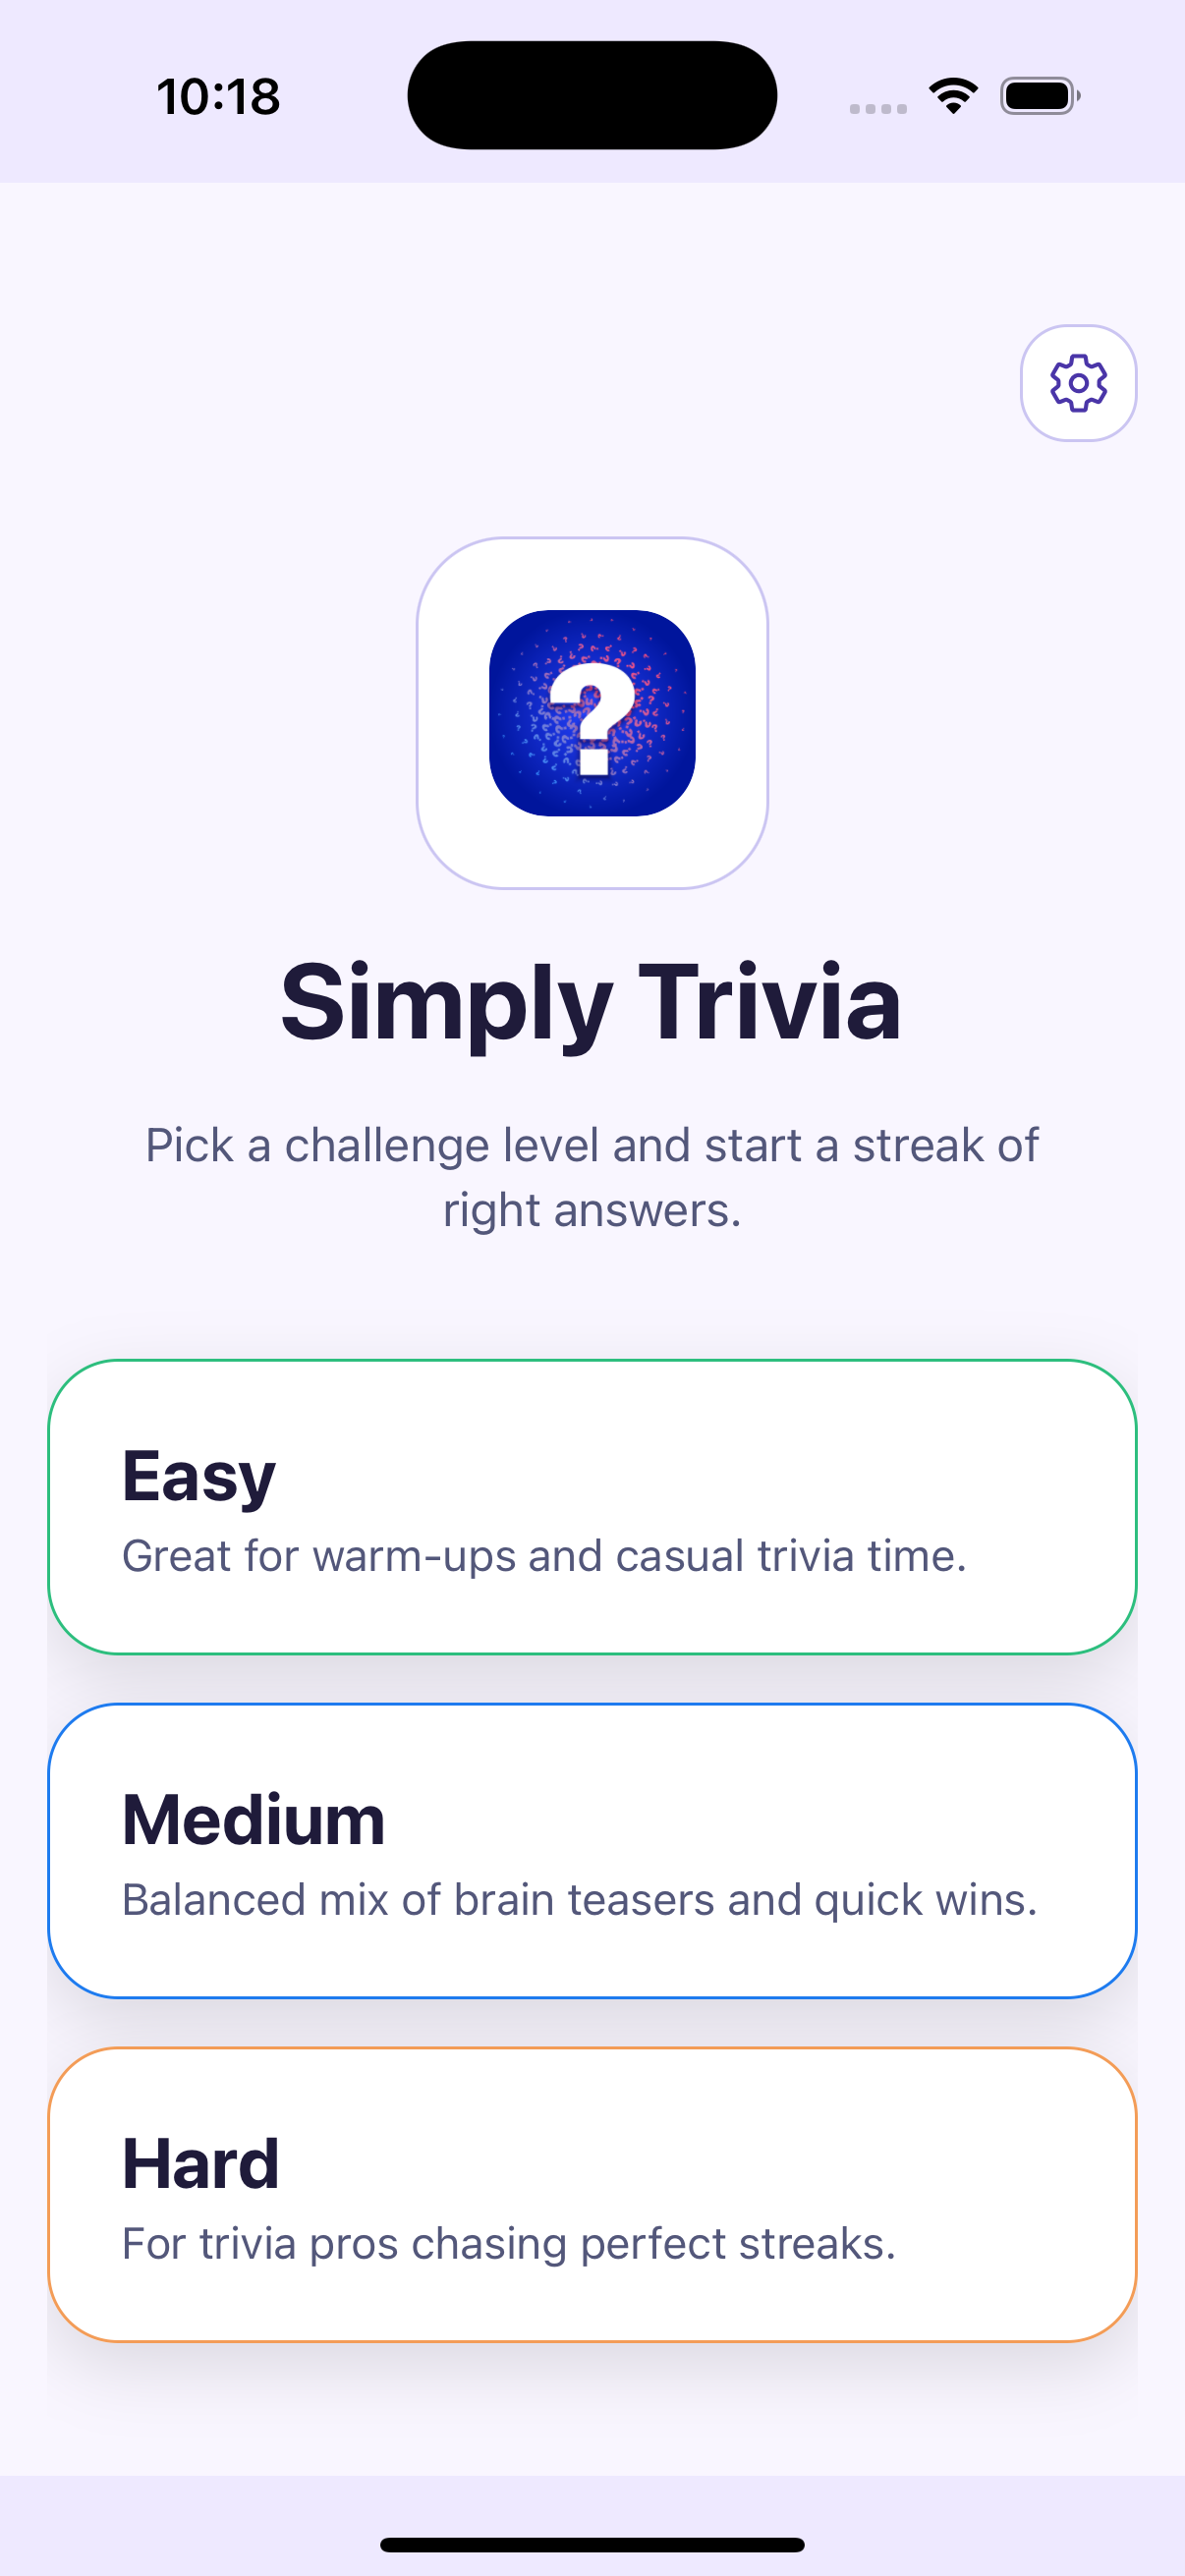 10:18
?
Simply Trivia
Pick a challenge level and start a streak of
right answers.
Easy
Great for warm-ups and casual trivia time.
Medium
Balanced mix of brain teasers and quick wins.
Hard
For trivia pros chasing perfect streaks.